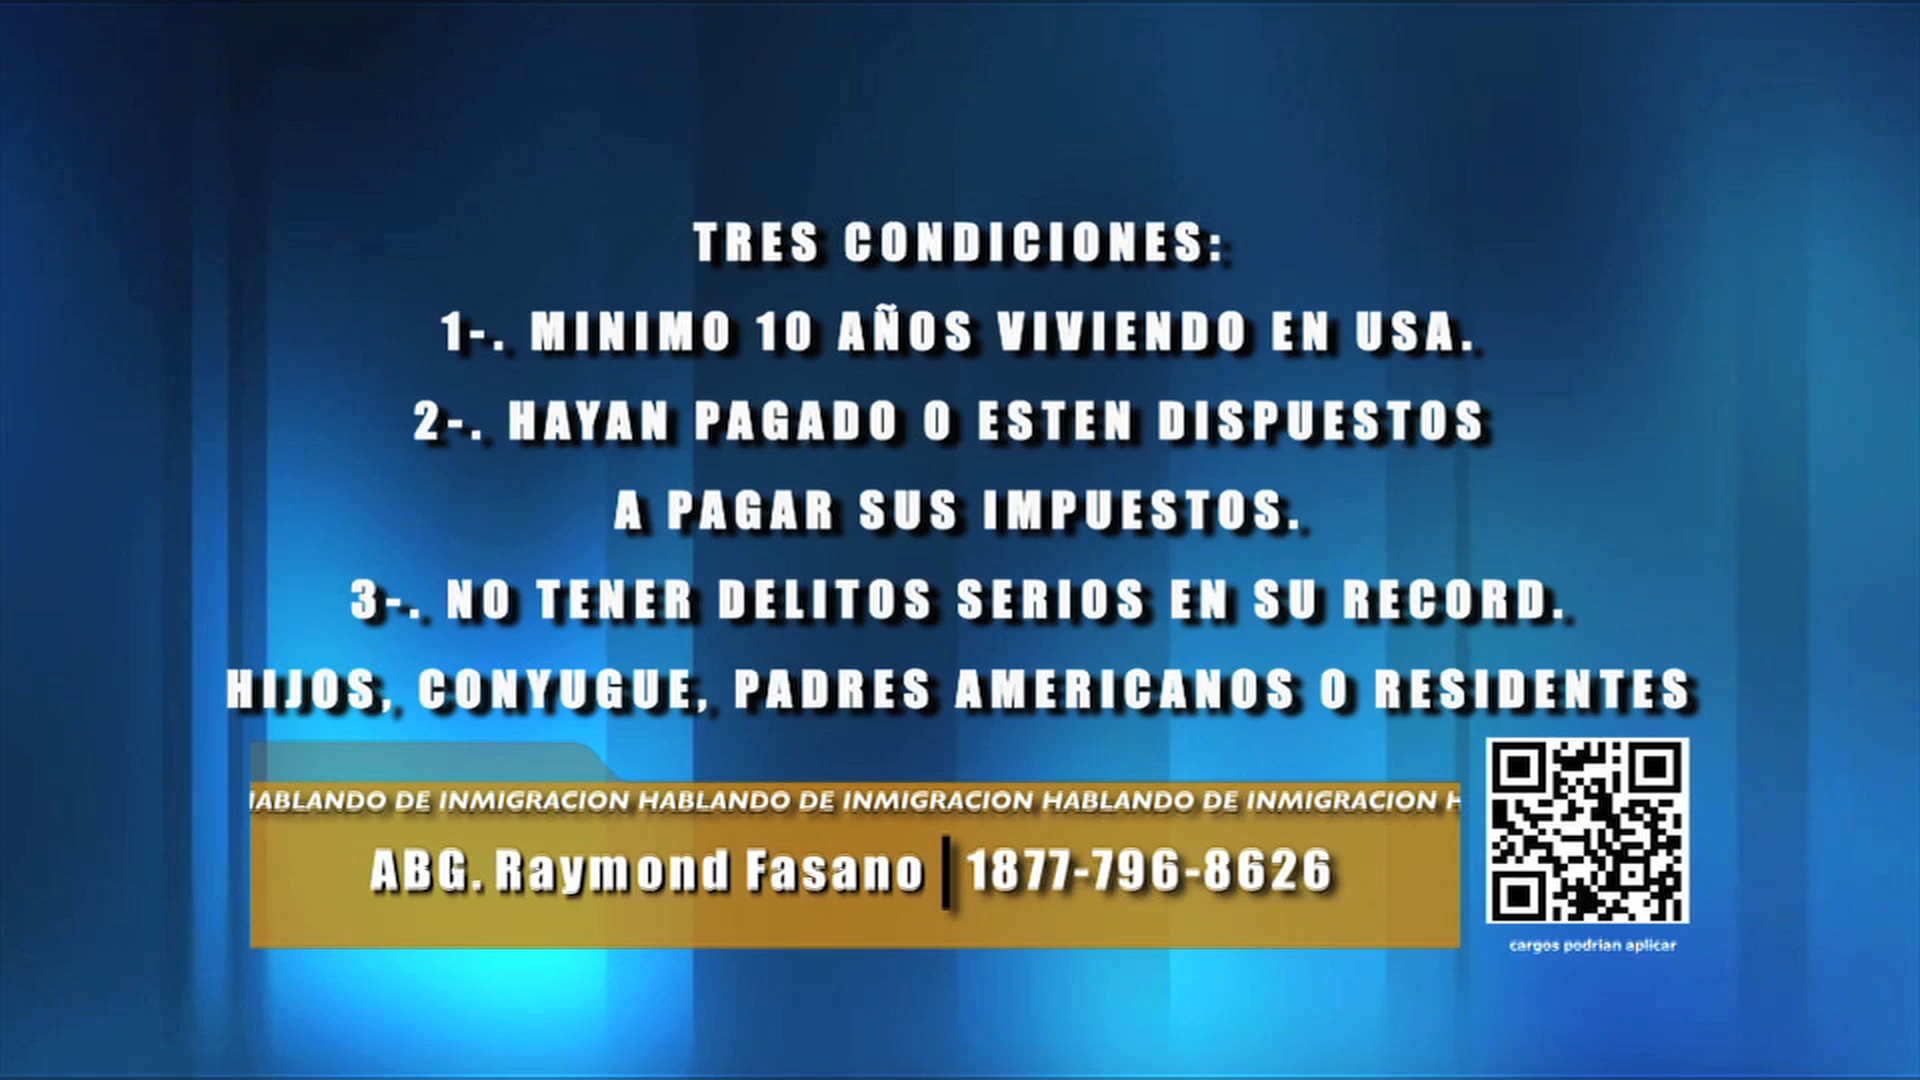 TRES CONDICIONES:
1-. MINIMO 10 AÑOS VIVIENDO EN USA.
2-. HAYAN PAGADO O ESTEN DISPUESTOS
A PAGAR SUS IMPUESTOS.
3-. NO TENER DELITOS SERIOS EN SU RECORD.
HIJOS, CONYUGUE, PADRES AMERICANOS O RESIDENTES
HABLANDO DE INMIGRACION HABLANDO DE INMIGRACION HABLANDO DE INMIGRACION H
ABG. Raymond Fasano | 1877-796-8626
cargos podrian aplicar